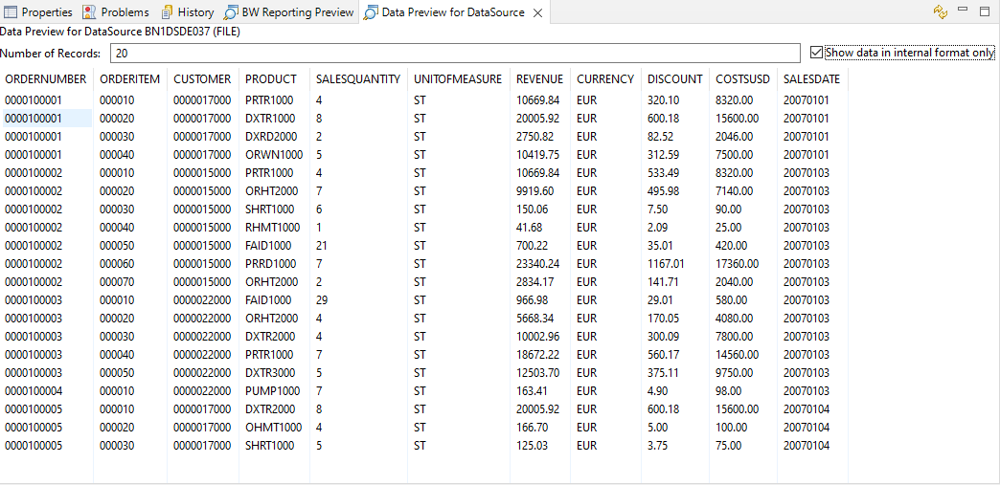 Properties Problems History BW Reporting Preview Data Preview for DataSource
Data Preview for DataSource BN1DSDE037 (FILE)
Number of Records: 20 Show data in internal format only
ORDERNUMBER ORDERITEM CUSTOMER PRODUCT SALESQUANTITY UNITOFMEASURE REVENUE CURRENCY DISCOUNT COSTSUSD SALESDATE
0000100001 000010 0000017000 PRTR1000 4 ST 10669.84 EUR 320.10 8320.00 20070101
0000100001 000020 0000017000 DXTR1000 8 ST 20005.92 EUR 600.18 15600.00 20070101
0000100001 000030 0000017000 DXRD2000 2 ST 2750.82 EUR 82.52 2046.00 20070101
0000100001 000040 0000017000 ORWN1000 5 ST 10419.75 EUR 312.59 7500.00 20070101
0000100002 000010 0000015000 PRTR1000 4 ST 10669.84 EUR 533.49 8320.00 20070103
0000100002 000020 0000015000 ORHT2000 7 ST 9919.60 EUR 495.98 7140.00 20070103
0000100002 000030 0000015000 SHRT1000 6 ST 150.06 EUR 7.50 90.00 20070103
0000100002 000040 0000015000 RHMT1000 1 ST 41.68 EUR 2.09 25.00 20070103
0000100002 000050 0000015000 FAID1000 21 ST 700.22 EUR 35.01 420.00 20070103
0000100002 000060 0000015000 PRRD1000 7 ST 23340.24 EUR 1167.01 17360.00 20070103
0000100002 000070 0000015000 ORHT2000 2 ST 2834.17 EUR 141.71 2040.00 20070103
0000100003 000010 0000022000 FAID1000 29 ST 966.98 EUR 29.01 580.00 20070103
0000100003 000020 0000022000 ORHT2000 4 ST 5668.34 EUR 170.05 4080.00 20070103
0000100003 000030 0000022000 DXTR2000 4 ST 10002.96 EUR 300.09 7800.00 20070103
0000100003 000040 0000022000 PRTR1000 7 ST 18672.22 EUR 560.17 14560.00 20070103
0000100003 000050 0000022000 DXTR3000 5 ST 12503.70 EUR 375.11 9750.00 20070103
0000100004 000010 0000022000 PUMP1000 7 ST 163.41 EUR 4.90 98.00 20070103
0000100005 000010 0000017000 DXTR2000 8 ST 20005.92 EUR 600.18 15600.00 20070104
0000100005 000020 0000017000 OHMT1000 4 ST 166.70 EUR 5.00 100.00 20070104
0000100005 000030 0000017000 SHRT1000 5 ST 125.03 EUR 3.75 75.00 20070104